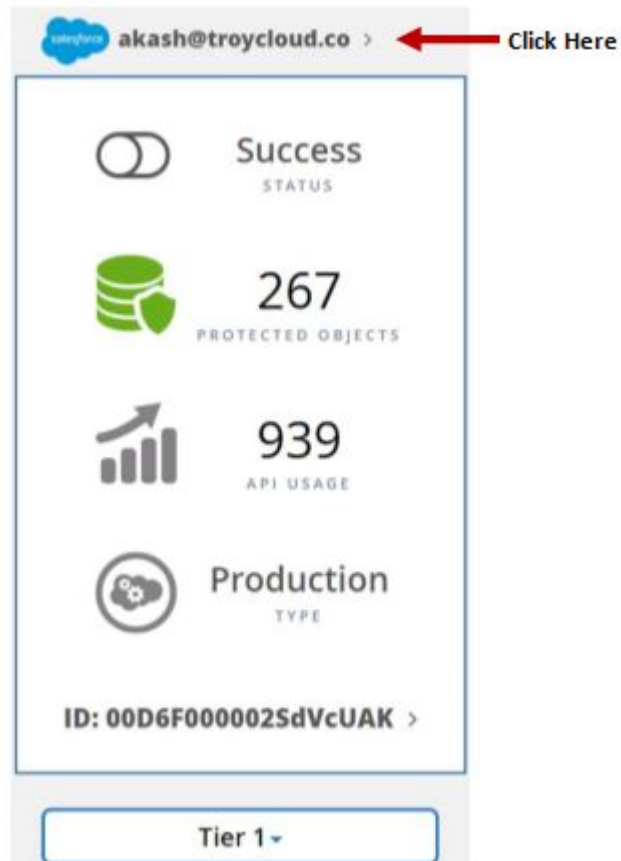 salesforce akash@troycloud.co >
Click Here
Success
STATUS
267
PROTECTED OBJECTS
939
API USAGE
Production
TYPE
ID: 00D6F000002SdVcUAK >
Tier 1